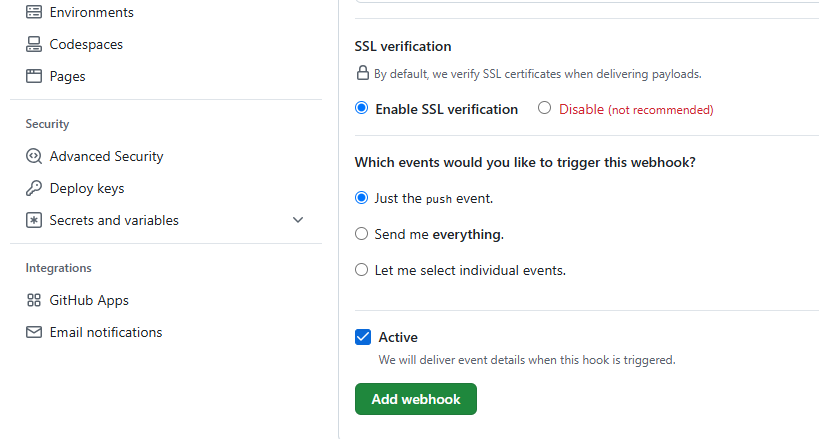 Environments
Codespaces
Pages
Security
Advanced Security
Deploy keys
Secrets and variables
Integrations
GitHub Apps
Email notifications
SSL verification
By default, we verify SSL certificates when delivering payloads.
Enable SSL verification Disable (not recommended)
Which events would you like to trigger this webhook?
Just the push event.
Send me everything.
Let me select individual events.
Active
We will deliver event details when this hook is triggered.
Add webhook